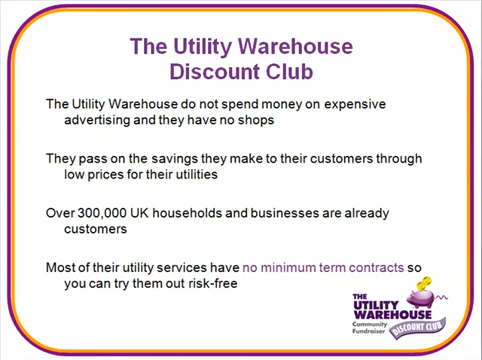 The Utility Warehouse
Discount Club
The Utility Warehouse do not spend money on expensive
advertising and they have no shops
They pass on the savings they make to their customers through
low prices for their utilities
Over 300,000 UK households and businesses are already
customers
Most of their utility services have no minimum term contracts so
you can try them out risk-free
THE
UTILITY
WAREHOUSE
Community
Fundraiser
DISCOUNT CLUB